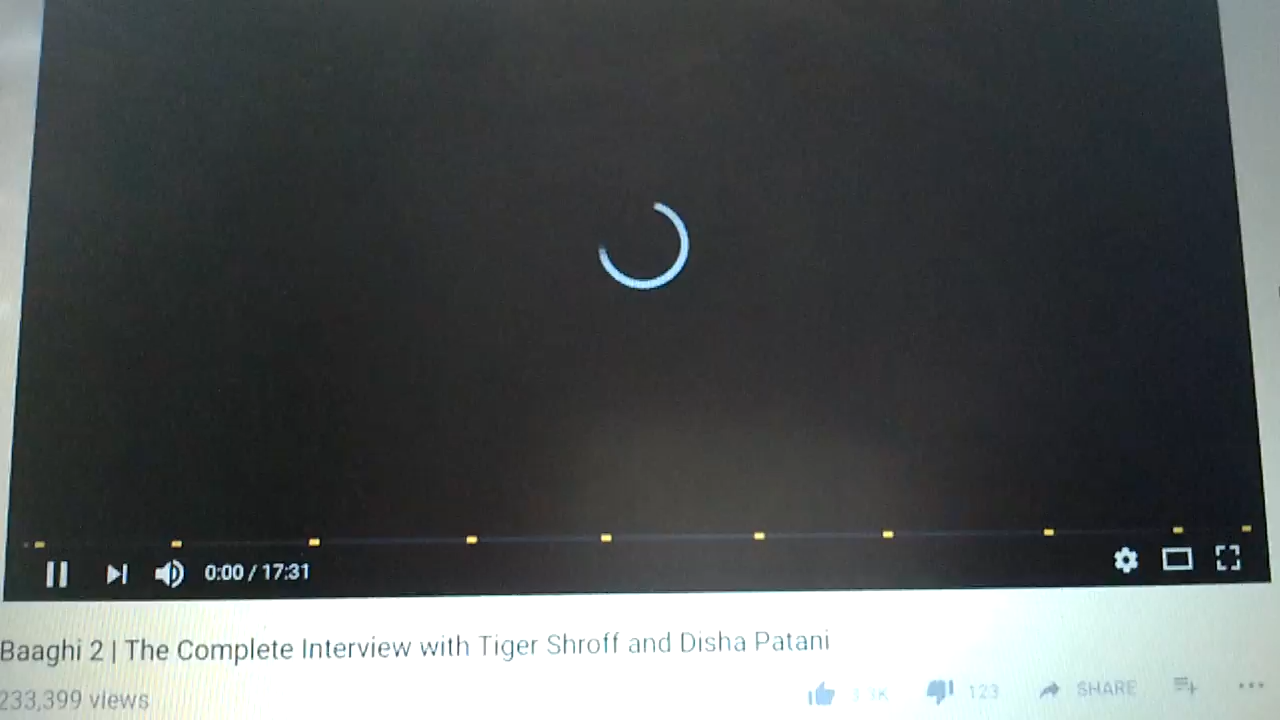 0:00 / 17:31
Baaghi 2 | The Complete Interview with Tiger Shroff and Disha Patani
233,399 views
123 SHARE